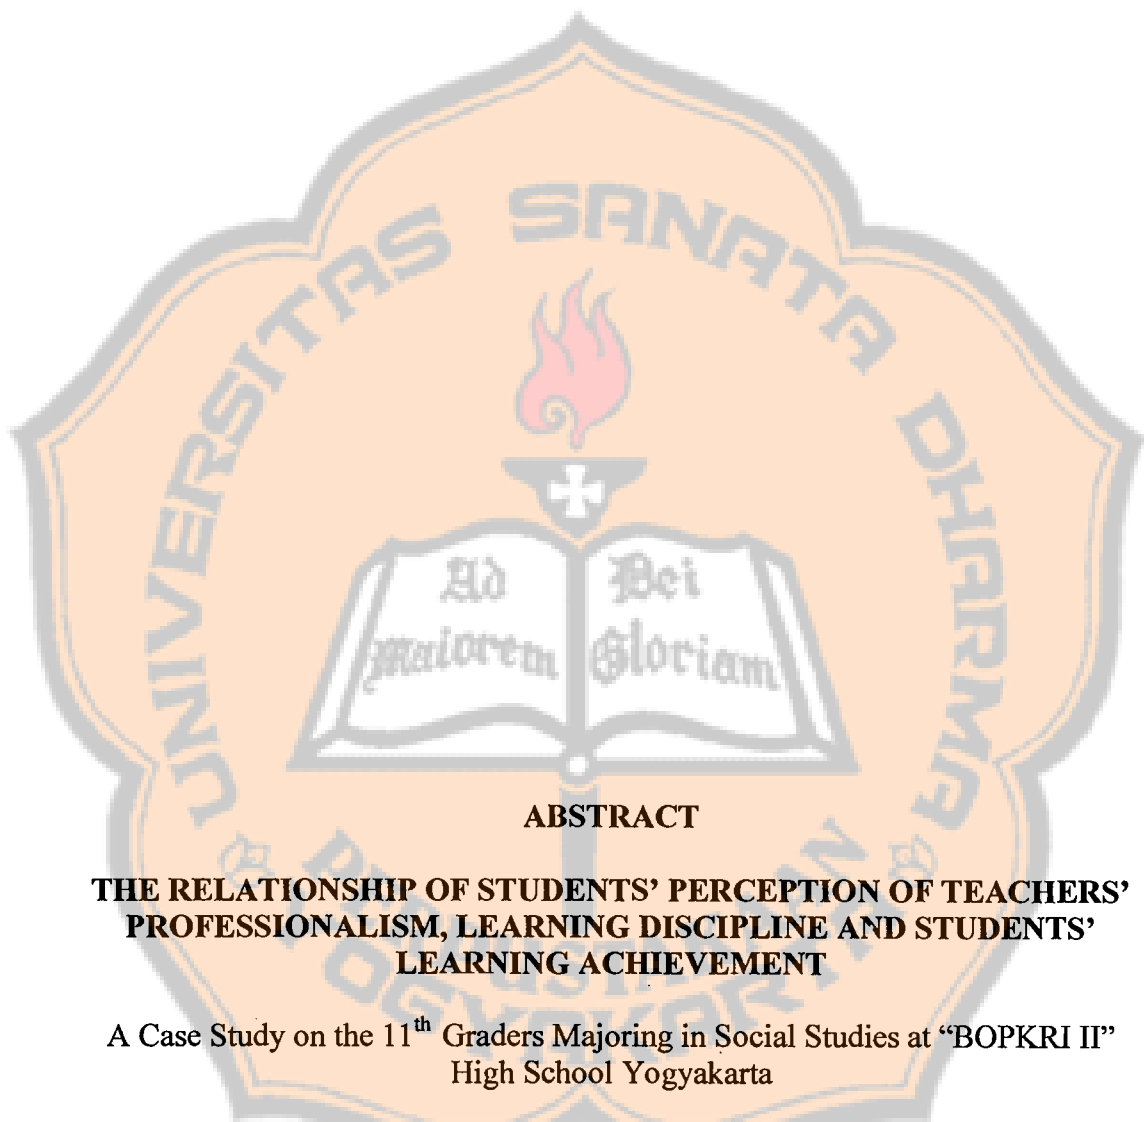 UNIVERSITAS SANATA DHARMA
Ad Dei
Maiorem Gloriam
PERPUSTAKAAN
YOGYAKARTA
ABSTRACT
THE RELATIONSHIP OF STUDENTS’ PERCEPTION OF TEACHERS’
PROFESSIONALISM, LEARNING DISCIPLINE AND STUDENTS’
LEARNING ACHIEVEMENT
A Case Study on the 11th Graders Majoring in Social Studies at “BOPKRI II”
High School Yogyakarta